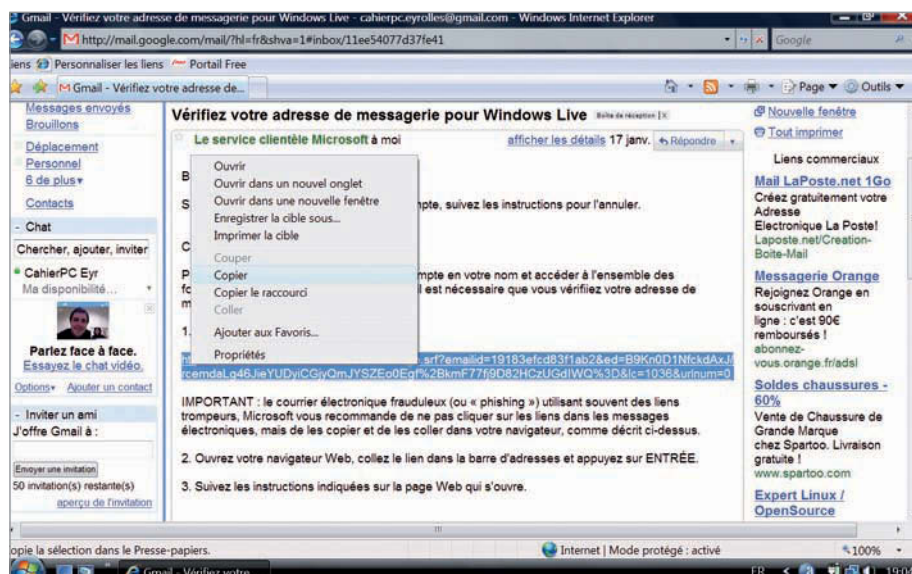 Gmail - Vérifiez votre adresse de messagerie pour Windows Live - cahierpc.eyrolles@gmail.com - Windows Internet Explorer
http://mail.google.com/mail/?hl=fr&shva=1#inbox/11ee54077d37fe41
Google
iens Personnaliser les liens Portail Free
Gmail - Vérifiez votre adresse de...
Page Outils
Messages envoyés
Brouillons
Déplacement
Personnel
6 de plus
Contacts
- Chat
Chercher, ajouter, inviter
CahierPC Eyr
Ma disponibilité...
Parlez face à face.
Essayez le chat vidéo.
Options Ajouter un contact
- Inviter un ami
J'offre Gmail à :
Envoyer une invitation
50 invitation(s) restante(s)
aperçu de l'invitation
Vérifiez votre adresse de messagerie pour Windows Live Boîte de réception | X
Le service clientèle Microsoft à moi afficher les détails 17 janv. Répondre
B
S
mpte, suivez les instructions pour l'annuler.
C
P
mpte en votre nom et accéder à l'ensemble des
fo
il est nécessaire que vous vérifiiez votre adresse de
m
1.
Ouvrir
Ouvrir dans un nouvel onglet
Ouvrir dans une nouvelle fenêtre
Enregistrer la cible sous...
Imprimer la cible
Couper
Copier
Copier le raccourci
Coller
Ajouter aux Favoris...
Propriétés
.srf?emailid=19183efcd83f1ab2&ed=B9Kn0D1NfckdAxJ/
rcemdaLg46JieYUDyiCGjyQmJYSZEo0Egf%2BkmF77fj9D82HCzUGdIWQ%3D&lc=1036&urlnum=0
IMPORTANT : le courrier électronique frauduleux (ou « phishing ») utilisant souvent des liens
trompeurs, Microsoft vous recommande de ne pas cliquer sur les liens dans les messages
électroniques, mais de les copier et de les coller dans votre navigateur, comme décrit ci-dessus.
2. Ouvrez votre navigateur Web, collez le lien dans la barre d'adresses et appuyez sur ENTRÉE.
3. Suivez les instructions indiquées sur la page Web qui s'ouvre.
Nouvelle fenêtre
Tout imprimer
Liens commerciaux
Mail LaPoste.net 1Go
Créez gratuitement votre
Adresse
Electronique La Poste!
Laposte.net/Creation-
Boite-Mail
Messagerie Orange
Rejoignez Orange en
souscrivant en
ligne : c'est 90€
remboursés !
abonnez-
vous.orange.fr/adsl
Soldes chaussures -
60%
Vente de Chaussure de
Grande Marque
chez Spartoo. Livraison
gratuite !
www.spartoo.com
Expert Linux /
OpenSource
opie la sélection dans le Presse-papiers.
Internet | Mode protégé : activé
100%
Gmail - Vérifiez votre...
FR
19:04